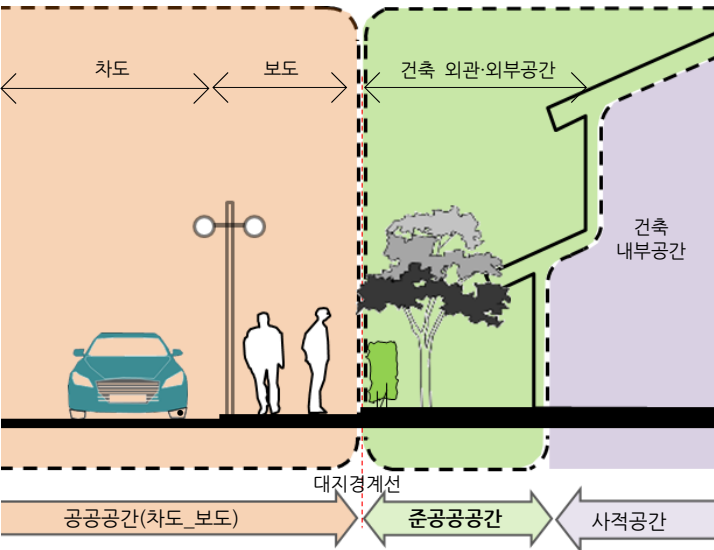 차도
보도
건축 외관·외부공간
건축
내부공간
대지경계선
공공공간(차도_보도)
준공공공간
사적공간